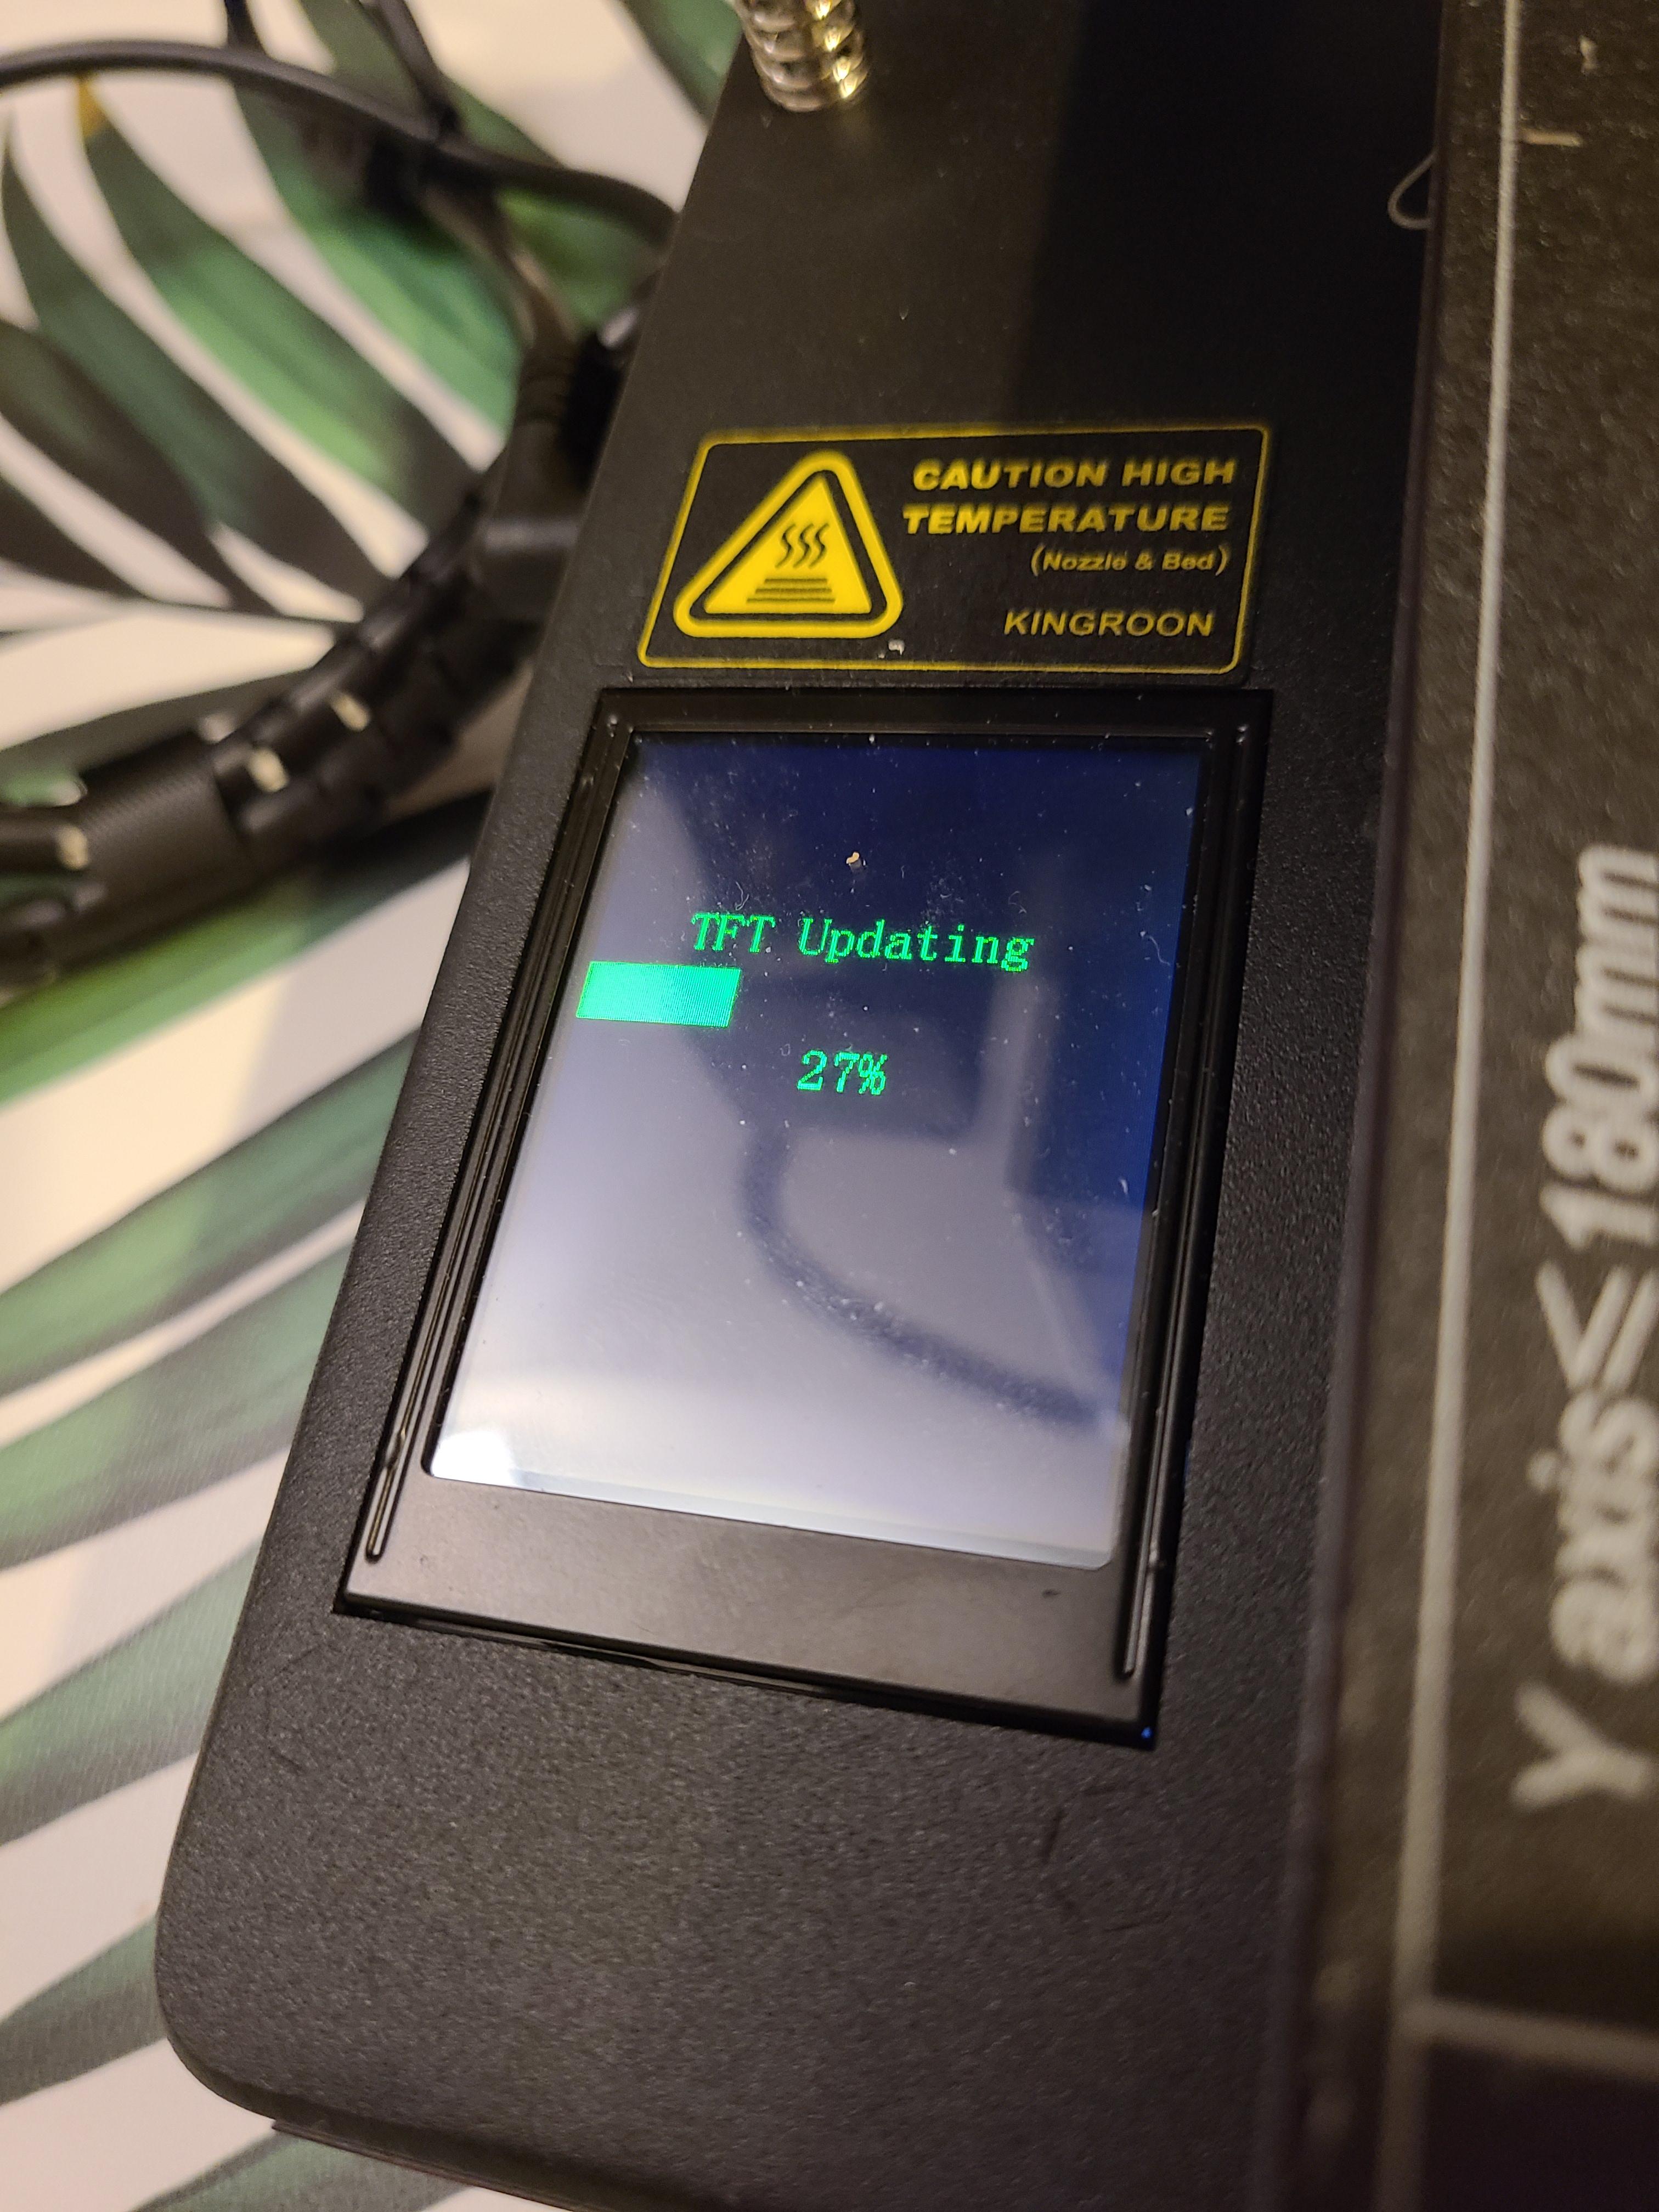 CAUTION HIGH
TEMPERATURE
(Nozzle & Bed)
KINGROON
TFT Updating
27%
Y axis≤180mm